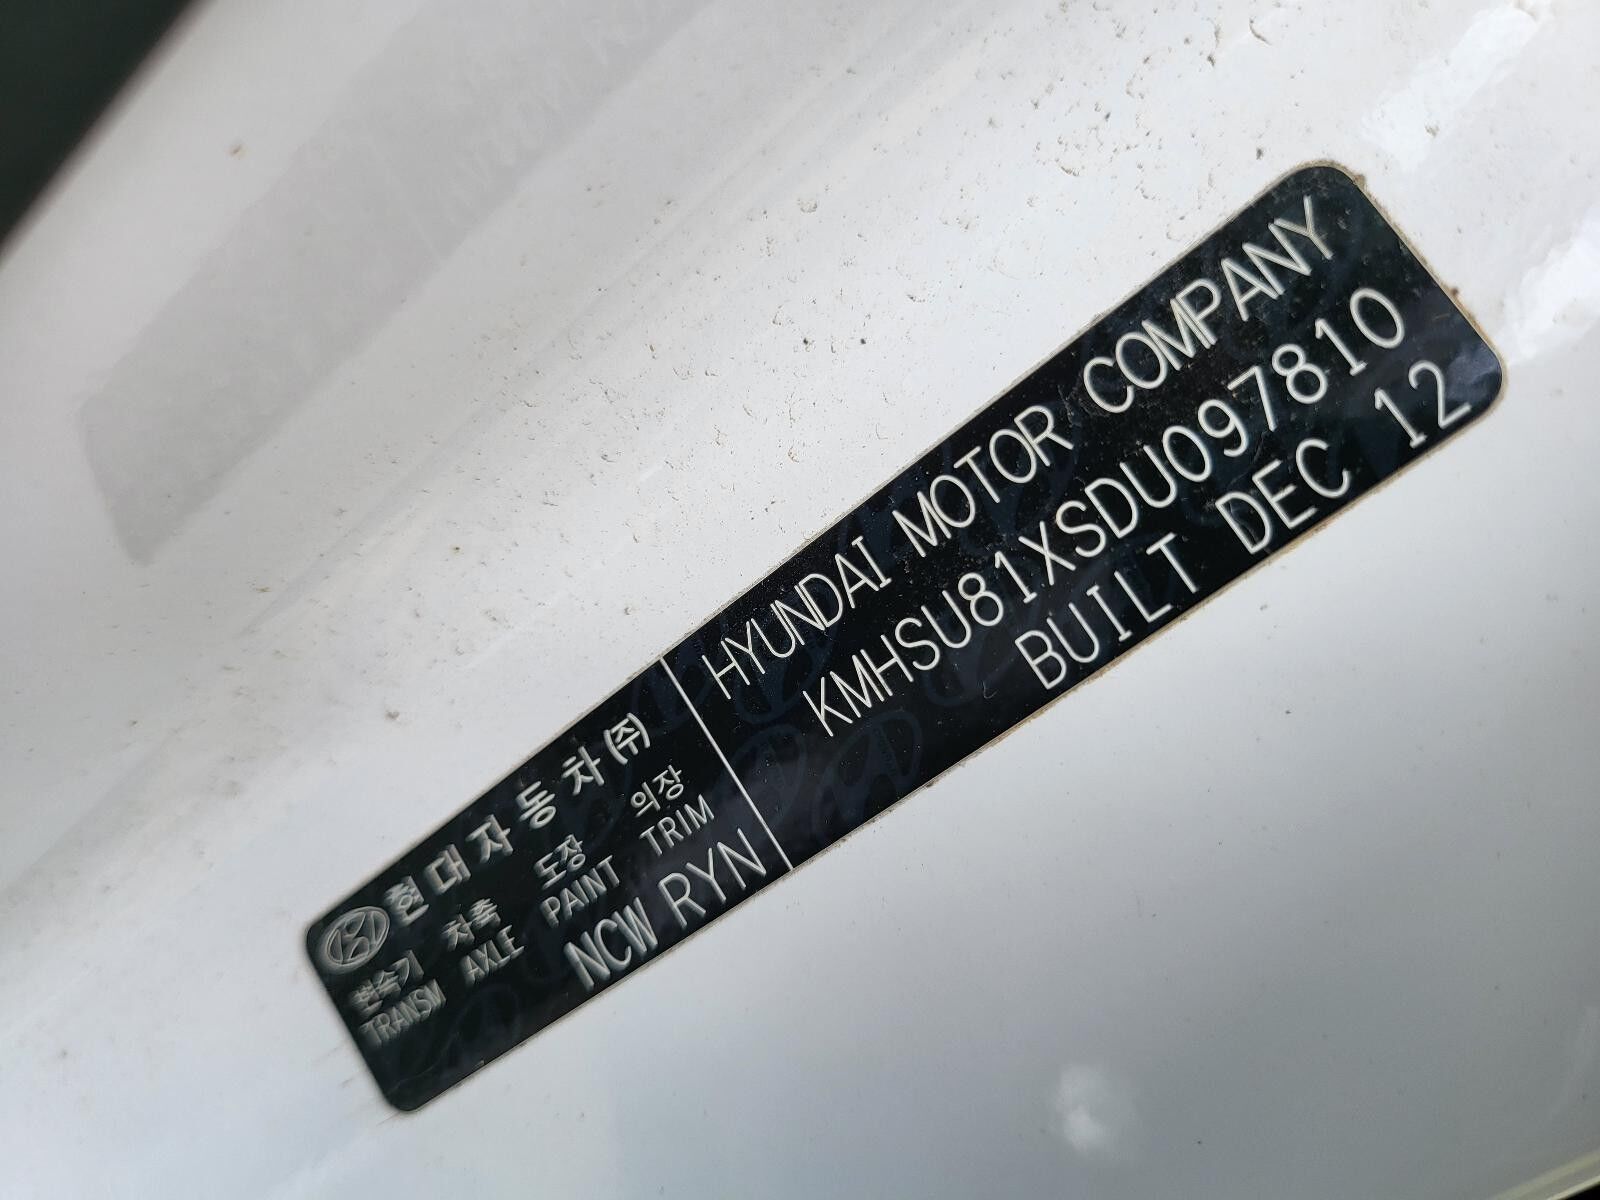 현대자동차(주)
변속기 차축 도장 의장
TRANSM AXLE PAINT TRIM
NCW RYN
HYUNDAI MOTOR COMPANY
KMHSU81XSDU097810
BUILT DEC 12